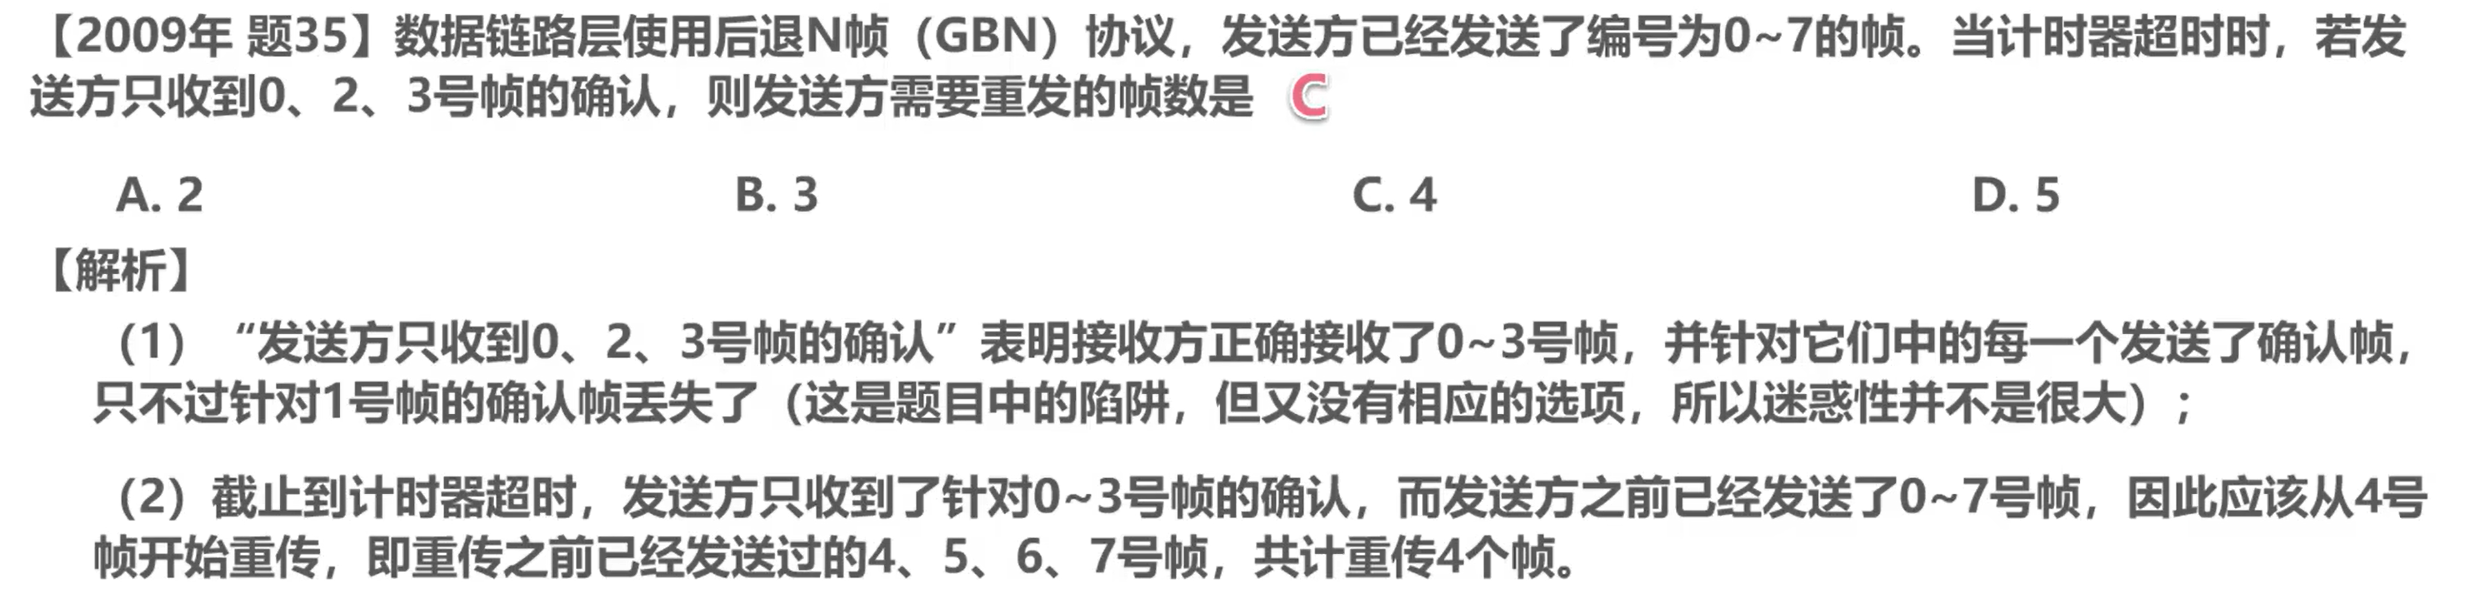 【2009年 题35】数据链路层使用后退N帧（GBN）协议，发送方已经发送了编号为0~7的帧。当计时器超时时，若发
送方只收到0、2、3号帧的确认，则发送方需要重发的帧数是 C
A. 2 B. 3 C. 4 D. 5
【解析】
（1）“发送方只收到0、2、3号帧的确认”表明接收方正确接收了0~3号帧，并针对它们中的每一个发送了确认帧，
只不过针对1号帧的确认帧丢失了（这是题目中的陷阱，但又没有相应的选项，所以迷惑性并不是很大）；
（2）截止到计时器超时，发送方只收到了针对0~3号帧的确认，而发送方之前已经发送了0~7号帧，因此应该从4号
帧开始重传，即重传之前已经发送过的4、5、6、7号帧，共计重传4个帧。